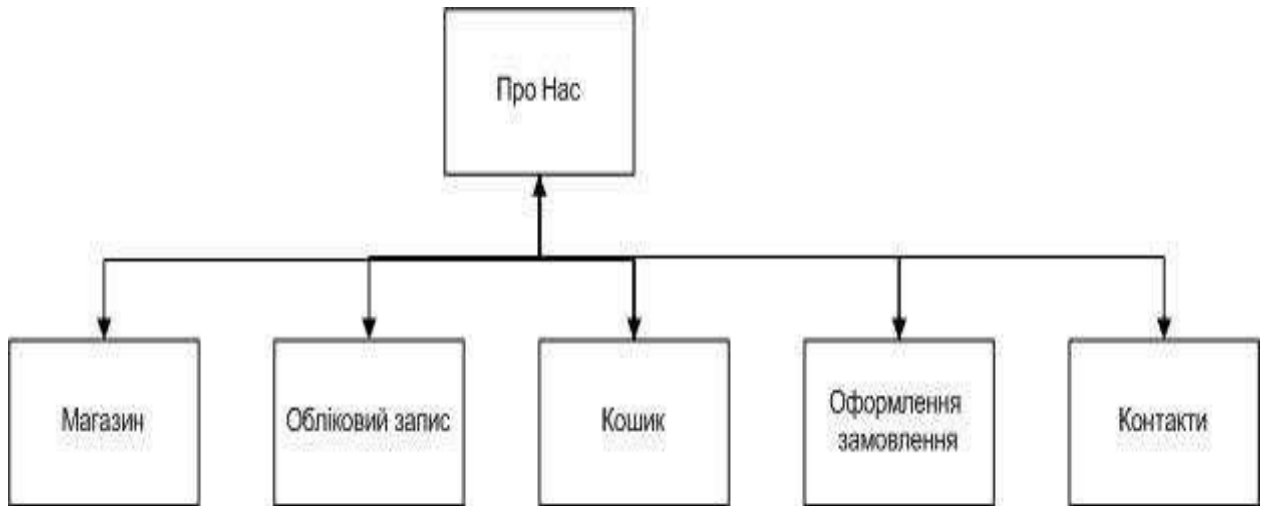 Про Нас
Магазин
Обліковий запис
Кошик
Оформлення
замовлення
Контакти